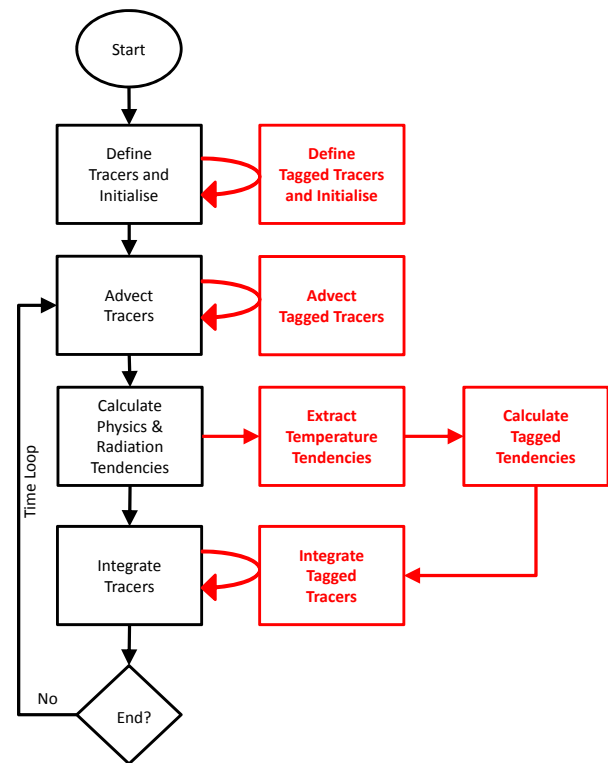 Start
Define
Tracers and
Initialise
Define
Tagged Tracers
and Initialise
Advect
Tracers
Advect
Tagged Tracers
Calculate
Physics &
Radiation
Tendencies
Extract
Temperature
Tendencies
Calculate
Tagged
Tendencies
Time Loop
Integrate
Tracers
Integrate
Tagged
Tracers
No
End?